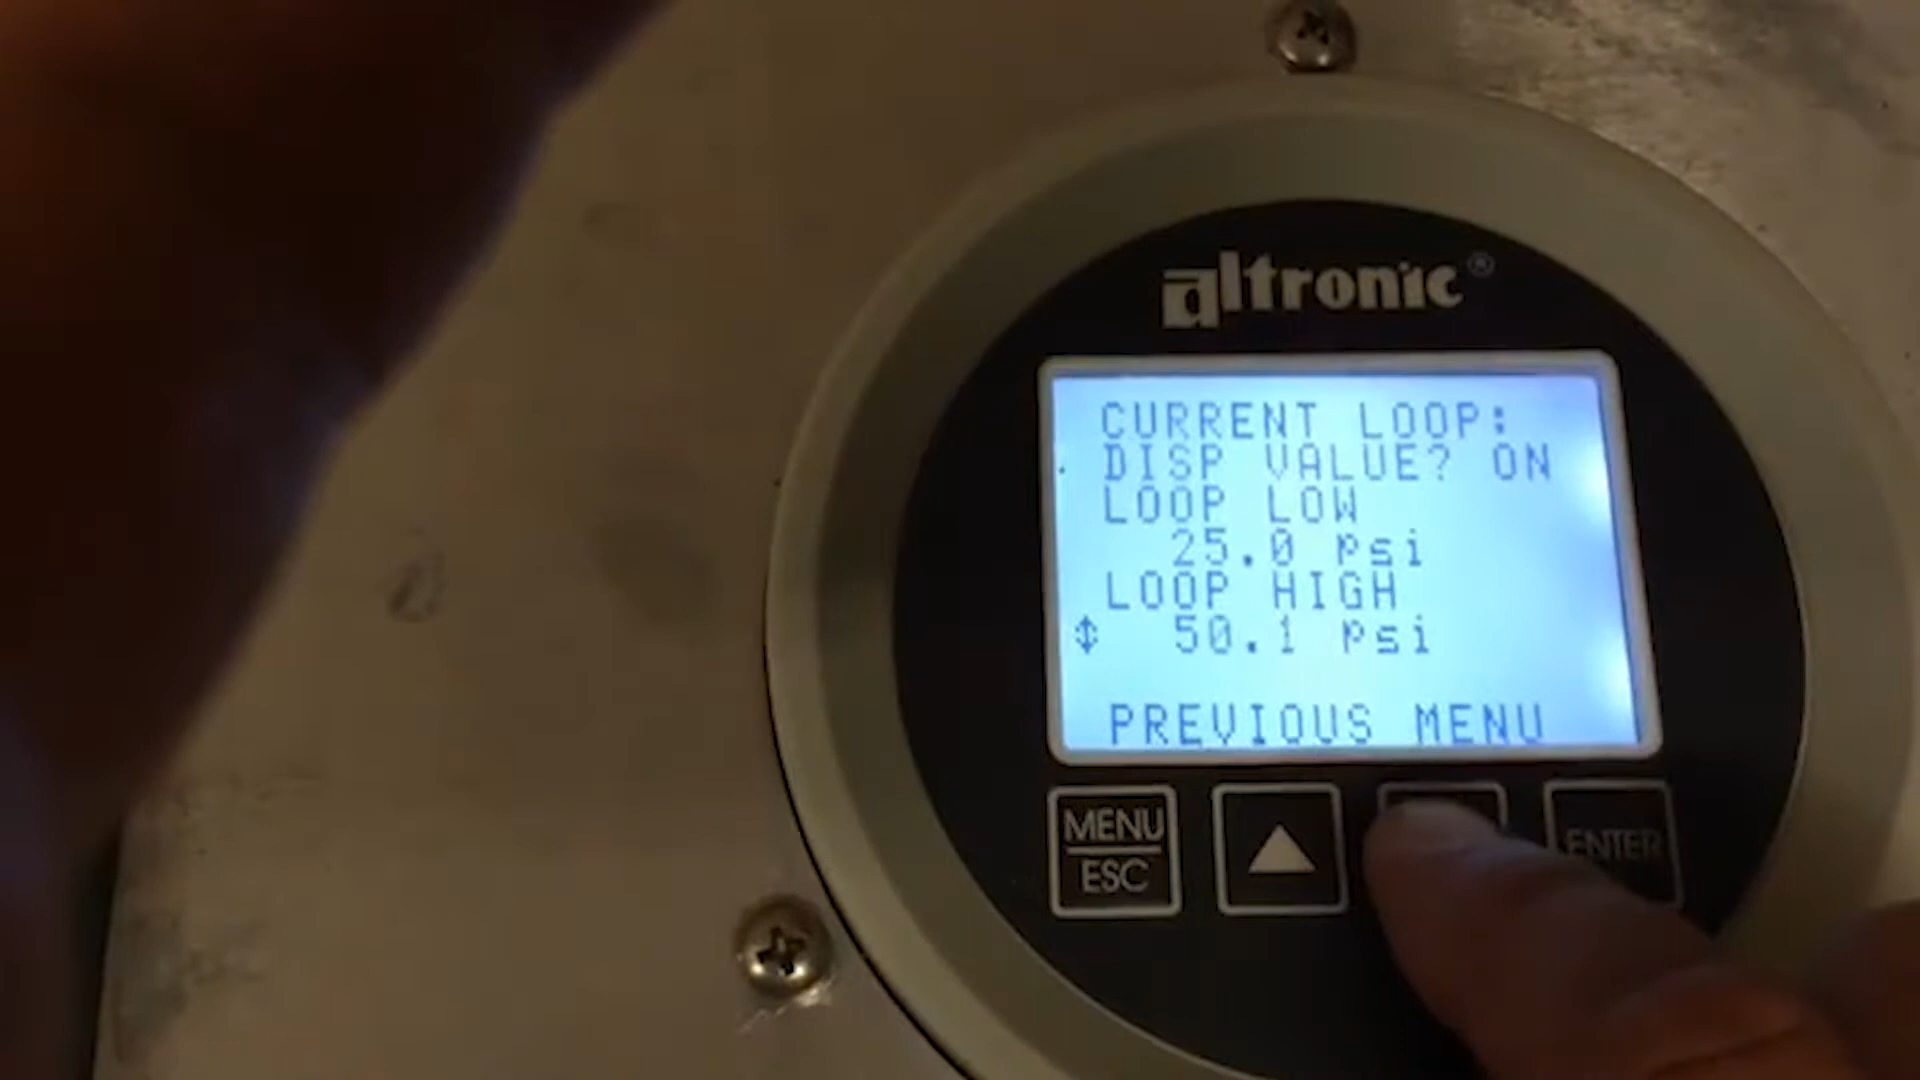 altronic®
CURRENT LOOP:
DISP VALUE? ON
LOOP LOW
25.0 psi
LOOP HIGH
↕ 50.1 psi
PREVIOUS MENU
MENU
ESC
ENTER